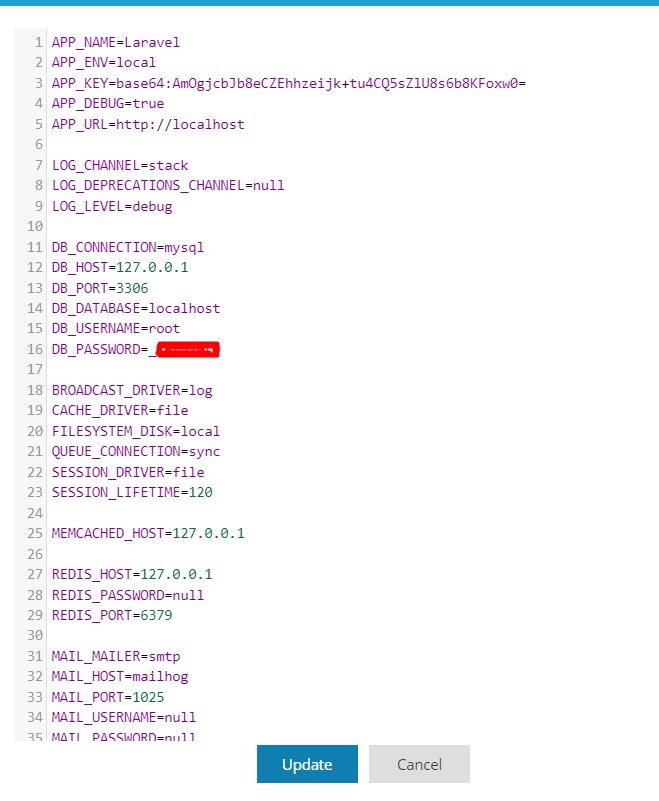 1 APP_NAME=Laravel
2 APP_ENV=local
3 APP_KEY=base64:AmOgjcbJb8eCZEhhzeijk+tu4CQ5sZlU8s6b8KFoxw0=
4 APP_DEBUG=true
5 APP_URL=http://localhost
6
7 LOG_CHANNEL=stack
8 LOG_DEPRECATIONS_CHANNEL=null
9 LOG_LEVEL=debug
10
11 DB_CONNECTION=mysql
12 DB_HOST=127.0.0.1
13 DB_PORT=3306
14 DB_DATABASE=localhost
15 DB_USERNAME=root
16 DB_PASSWORD=_
17
18 BROADCAST_DRIVER=log
19 CACHE_DRIVER=file
20 FILESYSTEM_DISK=local
21 QUEUE_CONNECTION=sync
22 SESSION_DRIVER=file
23 SESSION_LIFETIME=120
24
25 MEMCACHED_HOST=127.0.0.1
26
27 REDIS_HOST=127.0.0.1
28 REDIS_PASSWORD=null
29 REDIS_PORT=6379
30
31 MAIL_MAILER=smtp
32 MAIL_HOST=mailhog
33 MAIL_PORT=1025
34 MAIL_USERNAME=null
35 MAIL_PASSWORD=null
Update Cancel